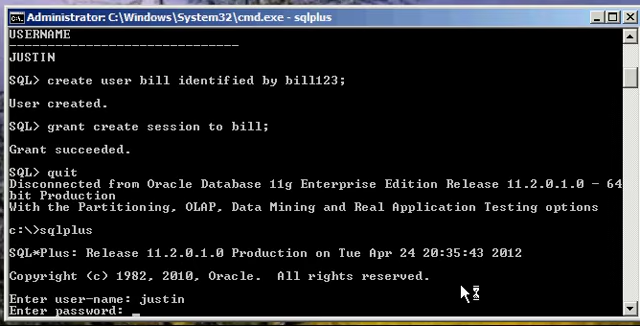 Administrator: C:\Windows\System32\cmd.exe - sqlplus
USERNAME
------------------------------
JUSTIN
SQL> create user bill identified by bill123;
User created.
SQL> grant create session to bill;
Grant succeeded.
SQL> quit
Disconnected from Oracle Database 11g Enterprise Edition Release 11.2.0.1.0 - 64
bit Production
With the Partitioning, OLAP, Data Mining and Real Application Testing options
c:\>sqlplus
SQL*Plus: Release 11.2.0.1.0 Production on Tue Apr 24 20:35:43 2012
Copyright (c) 1982, 2010, Oracle.  All rights reserved.
Enter user-name: justin
Enter password: _